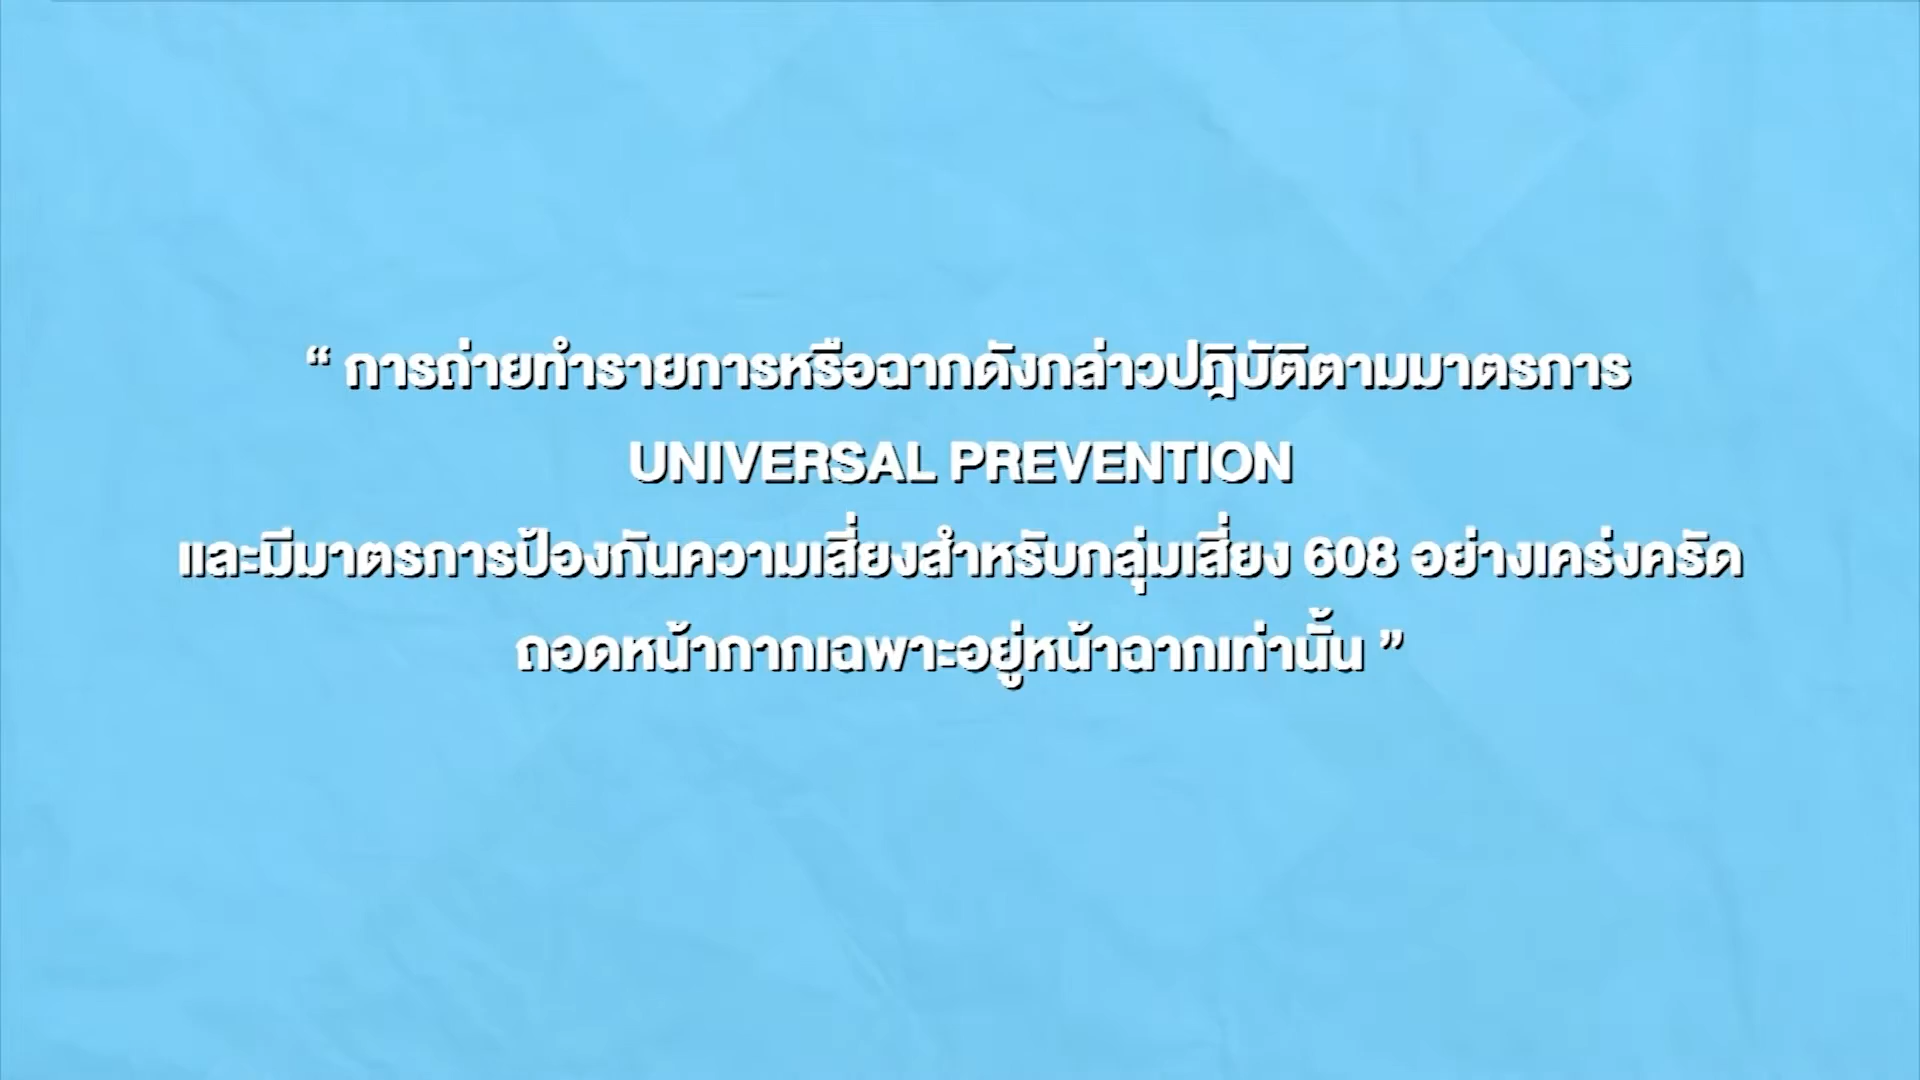 “ การถ่ายทำรายการหรือฉากดังกล่าวปฏิบัติตามมาตรการ
UNIVERSAL PREVENTION
และมีมาตรการป้องกันความเสี่ยงสำหรับกลุ่มเสี่ยง 608 อย่างเคร่งครัด
ถอดหน้ากากเฉพาะอยู่หน้าฉากเท่านั้น ”